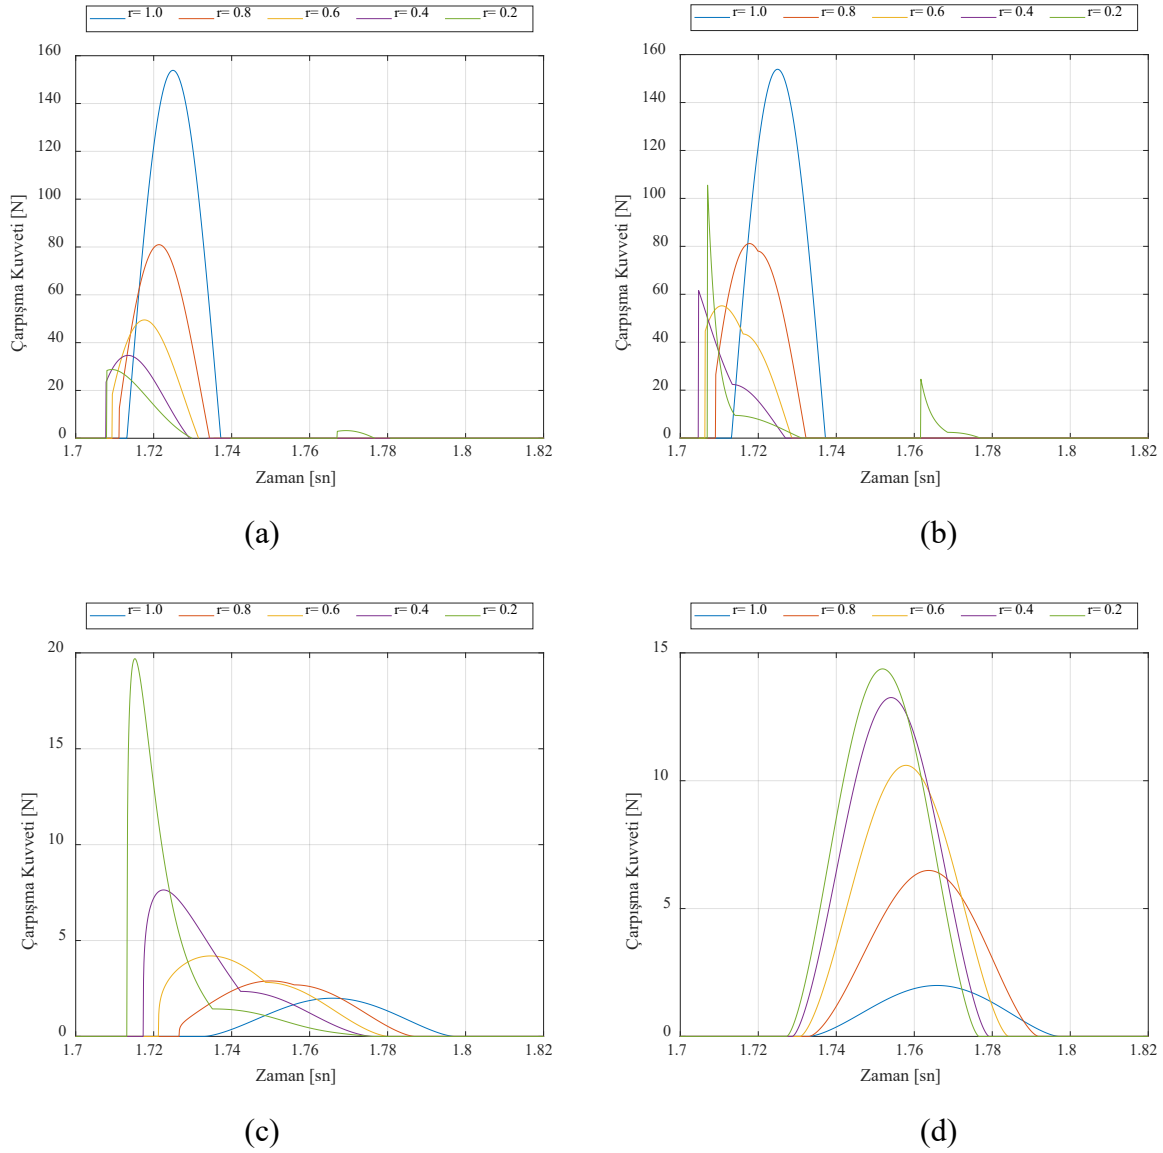 r= 1.0 r= 0.8 r= 0.6 r= 0.4 r= 0.2
160
140
120
100
80
60
40
20
0
Çarpışma Kuvveti [N]
1.7 1.72 1.74 1.76 1.78 1.8 1.82
Zaman [sn]
(a)
r= 1.0 r= 0.8 r= 0.6 r= 0.4 r= 0.2
160
140
120
100
80
60
40
20
0
Çarpışma Kuvveti [N]
1.7 1.72 1.74 1.76 1.78 1.8 1.82
Zaman [sn]
(b)
r= 1.0 r= 0.8 r= 0.6 r= 0.4 r= 0.2
20
15
10
5
0
Çarpışma Kuvveti [N]
1.7 1.72 1.74 1.76 1.78 1.8 1.82
Zaman [sn]
(c)
r= 1.0 r= 0.8 r= 0.6 r= 0.4 r= 0.2
15
10
5
0
Çarpışma Kuvveti [N]
1.7 1.72 1.74 1.76 1.78 1.8 1.82
Zaman [sn]
(d)